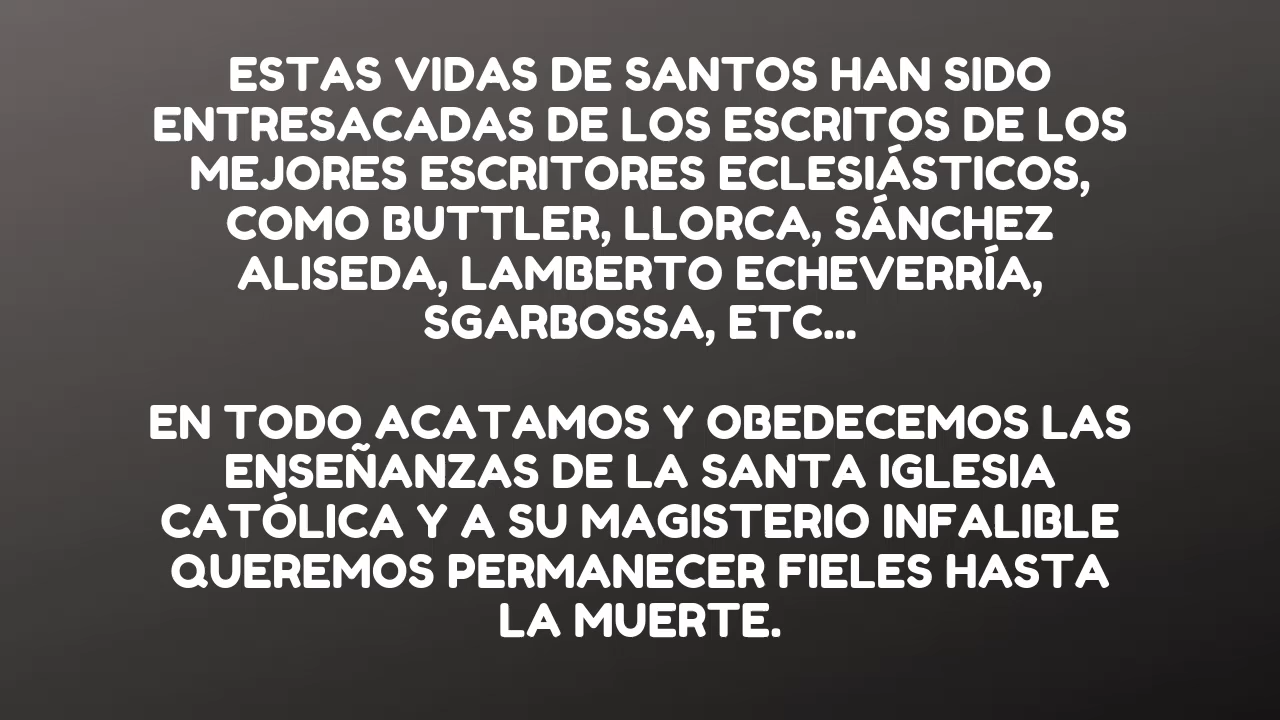 ESTAS VIDAS DE SANTOS HAN SIDO
ENTRESACADAS DE LOS ESCRITOS DE LOS
MEJORES ESCRITORES ECLESIÁSTICOS,
COMO BUTTLER, LLORCA, SÁNCHEZ
ALISEDA, LAMBERTO ECHEVERRÍA,
SGARBOSSA, ETC...
EN TODO ACATAMOS Y OBEDECEMOS LAS
ENSEÑANZAS DE LA SANTA IGLESIA
CATÓLICA Y A SU MAGISTERIO INFALIBLE
QUEREMOS PERMANECER FIELES HASTA
LA MUERTE.